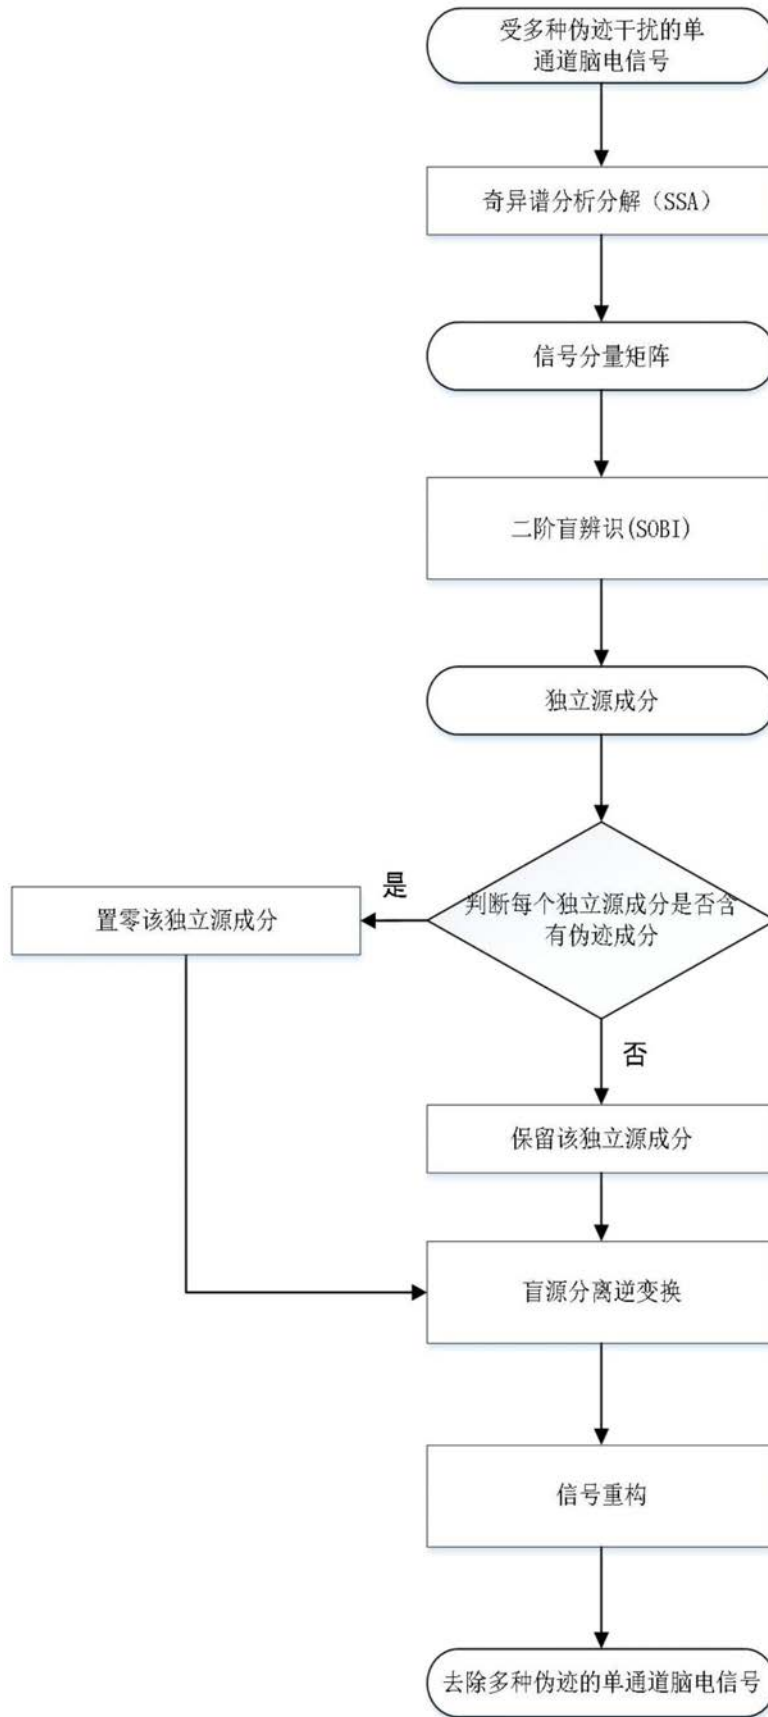 受多种伪迹干扰的单
通道脑电信号
奇异谱分析分解（SSA）
信号分量矩阵
二阶盲辨识(SOBI)
独立源成分
判断每个独立源成分是否含
有伪迹成分
是
置零该独立源成分
否
保留该独立源成分
盲源分离逆变换
信号重构
去除多种伪迹的单通道脑电信号